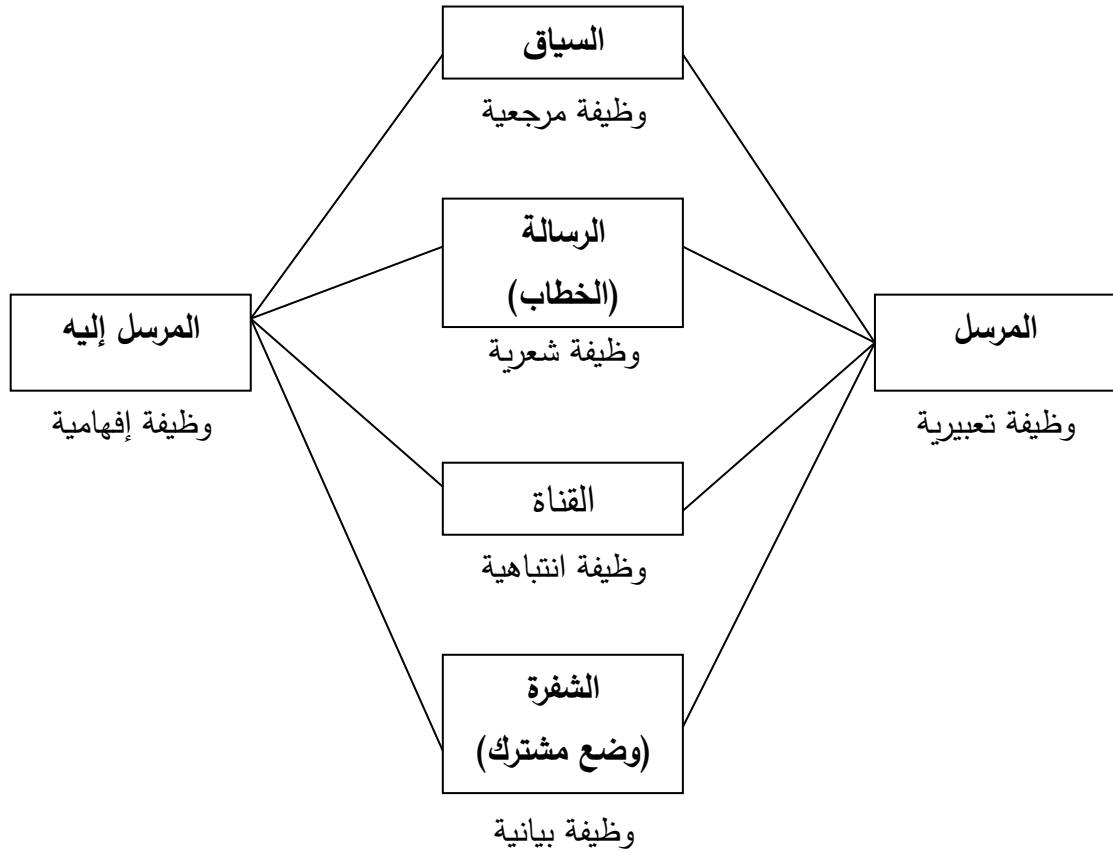 السياق
وظيفة مرجعية
الرسالة
(الخطاب)
وظيفة شعرية
المرسل
وظيفة تعبيرية
المرسل إليه
وظيفة إفهامية
القناة
وظيفة انتباهية
الشفرة
(وضع مشترك)
وظيفة بيانية